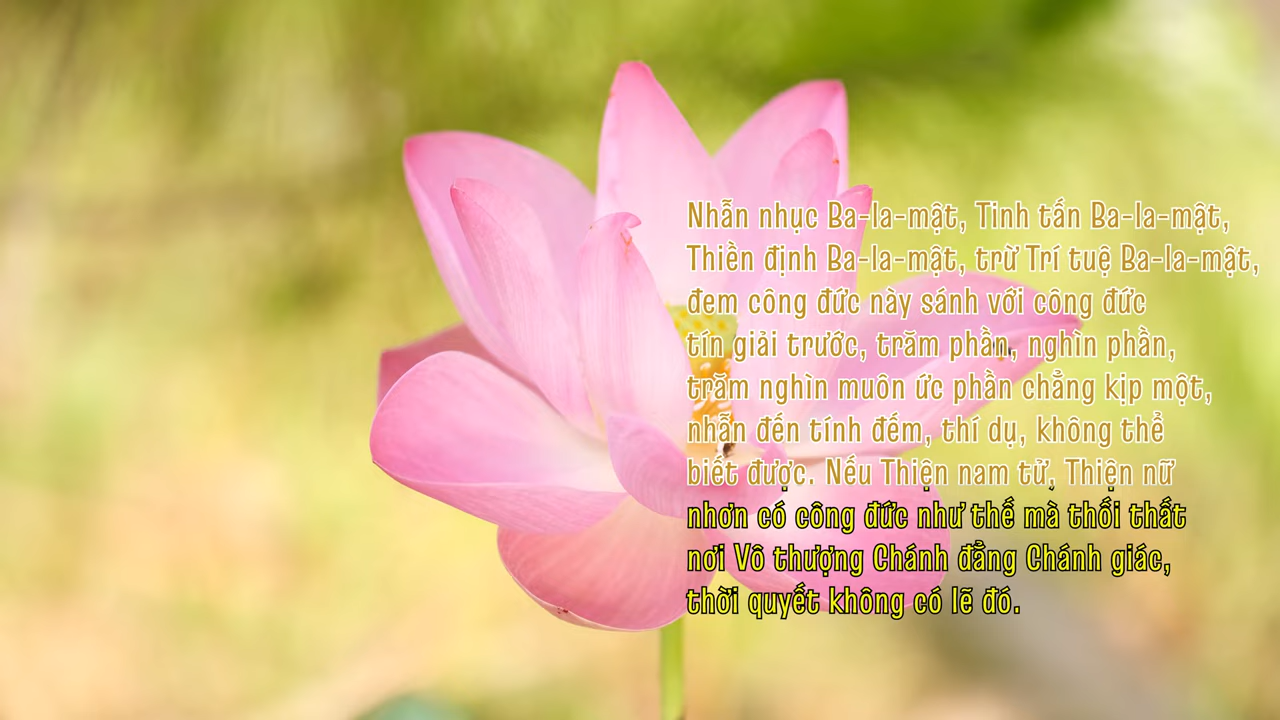 Nhẫn nhục Ba-la-mật, Tinh tấn Ba-la-mật,
Thiền định Ba-la-mật, trừ Trí tuệ Ba-la-mật,
đem công đức này sánh với công đức
tín giải trước, trăm phần, nghìn phần,
trăm nghìn muôn ức phần chẳng kịp một,
nhẫn đến tính đếm, thí dụ, không thể
biết được. Nếu Thiện nam tử, Thiện nữ
nhơn có công đức như thế mà thối thất
nơi Vô thượng Chánh đẳng Chánh giác,
thời quyết không có lẽ đó.